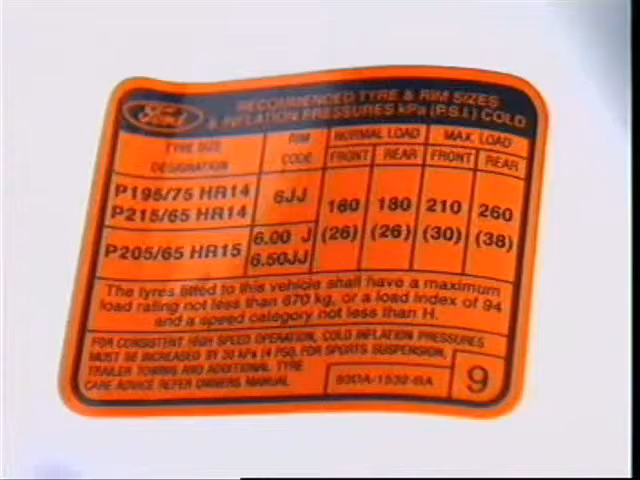 Ford
RECOMMENDED TYRE & RIM SIZES
& INFLATION PRESSURES kPa (P.S.I.) COLD
TYRE SIZE DESIGNATION
RIM CODE
NORMAL LOAD
MAX. LOAD
FRONT REAR FRONT REAR
P195/75 HR14
P215/65 HR14
6JJ
P205/65 HR15
6.00 J
6.50JJ
180 180 210 260
(26) (26) (30) (38)
The tyres fitted to this vehicle shall have a maximum
load rating not less than 670 kg, or a load index of 94
and a speed category not less than H.
FOR CONSISTENT HIGH SPEED OPERATION, COLD INFLATION PRESSURES
MUST BE INCREASED BY 30 kPa (4 PSI). FOR SPORTS SUSPENSION,
TRAILER TOWING AND ADDITIONAL TYRE
CARE ADVICE REFER OWNERS MANUAL
9